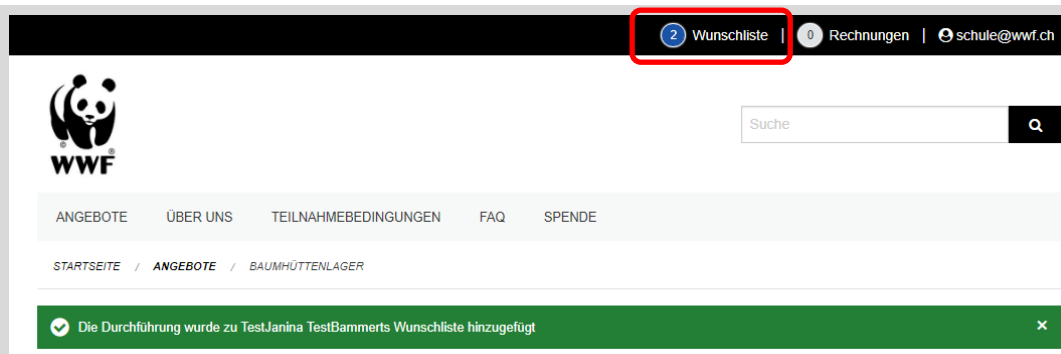 2 Wunschliste | 0 Rechnungen | schule@wwf.ch
© ®
WWF
Suche
ANGEBOTE ÜBER UNS TEILNAHMEBEDINGUNGEN FAQ SPENDE
STARTSEITE / ANGEBOTE / BAUMHÜTTENLAGER
Die Durchführung wurde zu TestJanina TestBammerts Wunschliste hinzugefügt ×